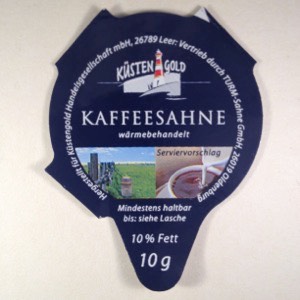 Hergestellt für Küstengold Handelsgesellschaft mbH, 26789 Leer: Vertrieb durch TURM-Sahne GmbH, 26019 Oldenburg
KÜSTEN GOLD
KAFFEESAHNE
wärmebehandelt
Serviervorschlag
Mindestens haltbar
bis: siehe Lasche
10% Fett
10 g